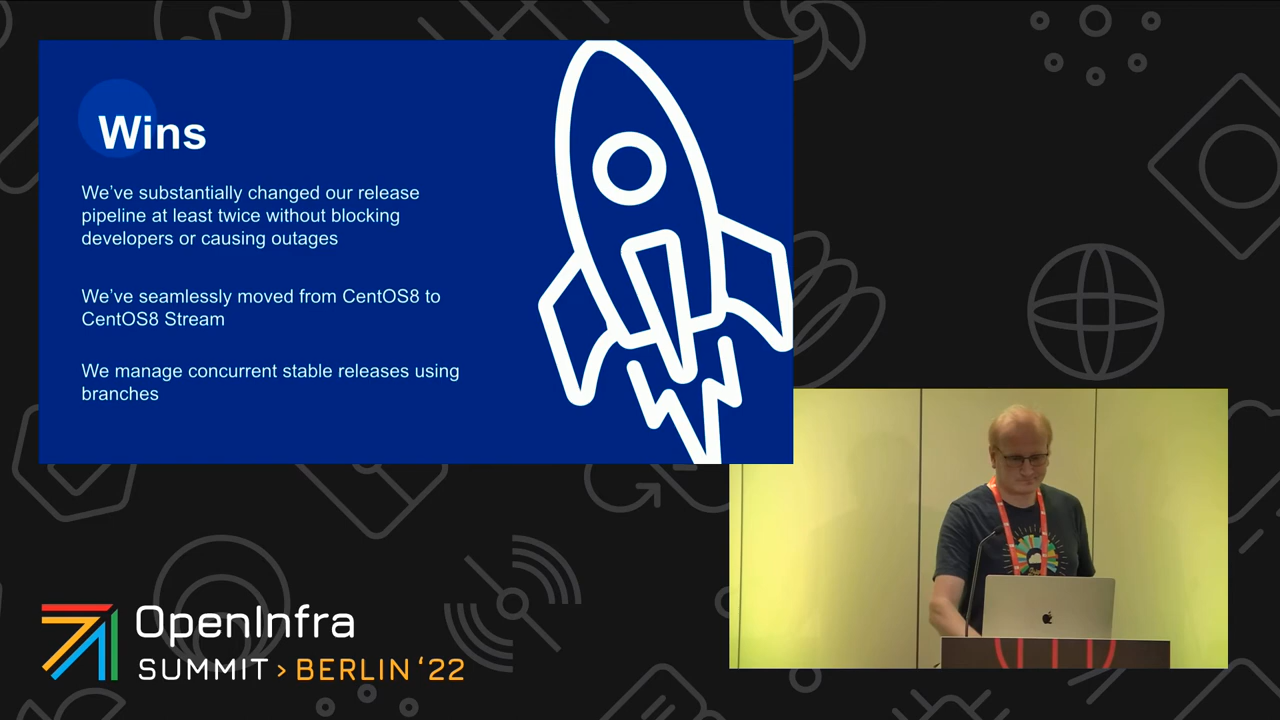 Wins
We’ve substantially changed our release
pipeline at least twice without blocking
developers or causing outages
We’ve seamlessly moved from CentOS8 to
CentOS8 Stream
We manage concurrent stable releases using
branches
OpenInfra
SUMMIT > BERLIN ‘22